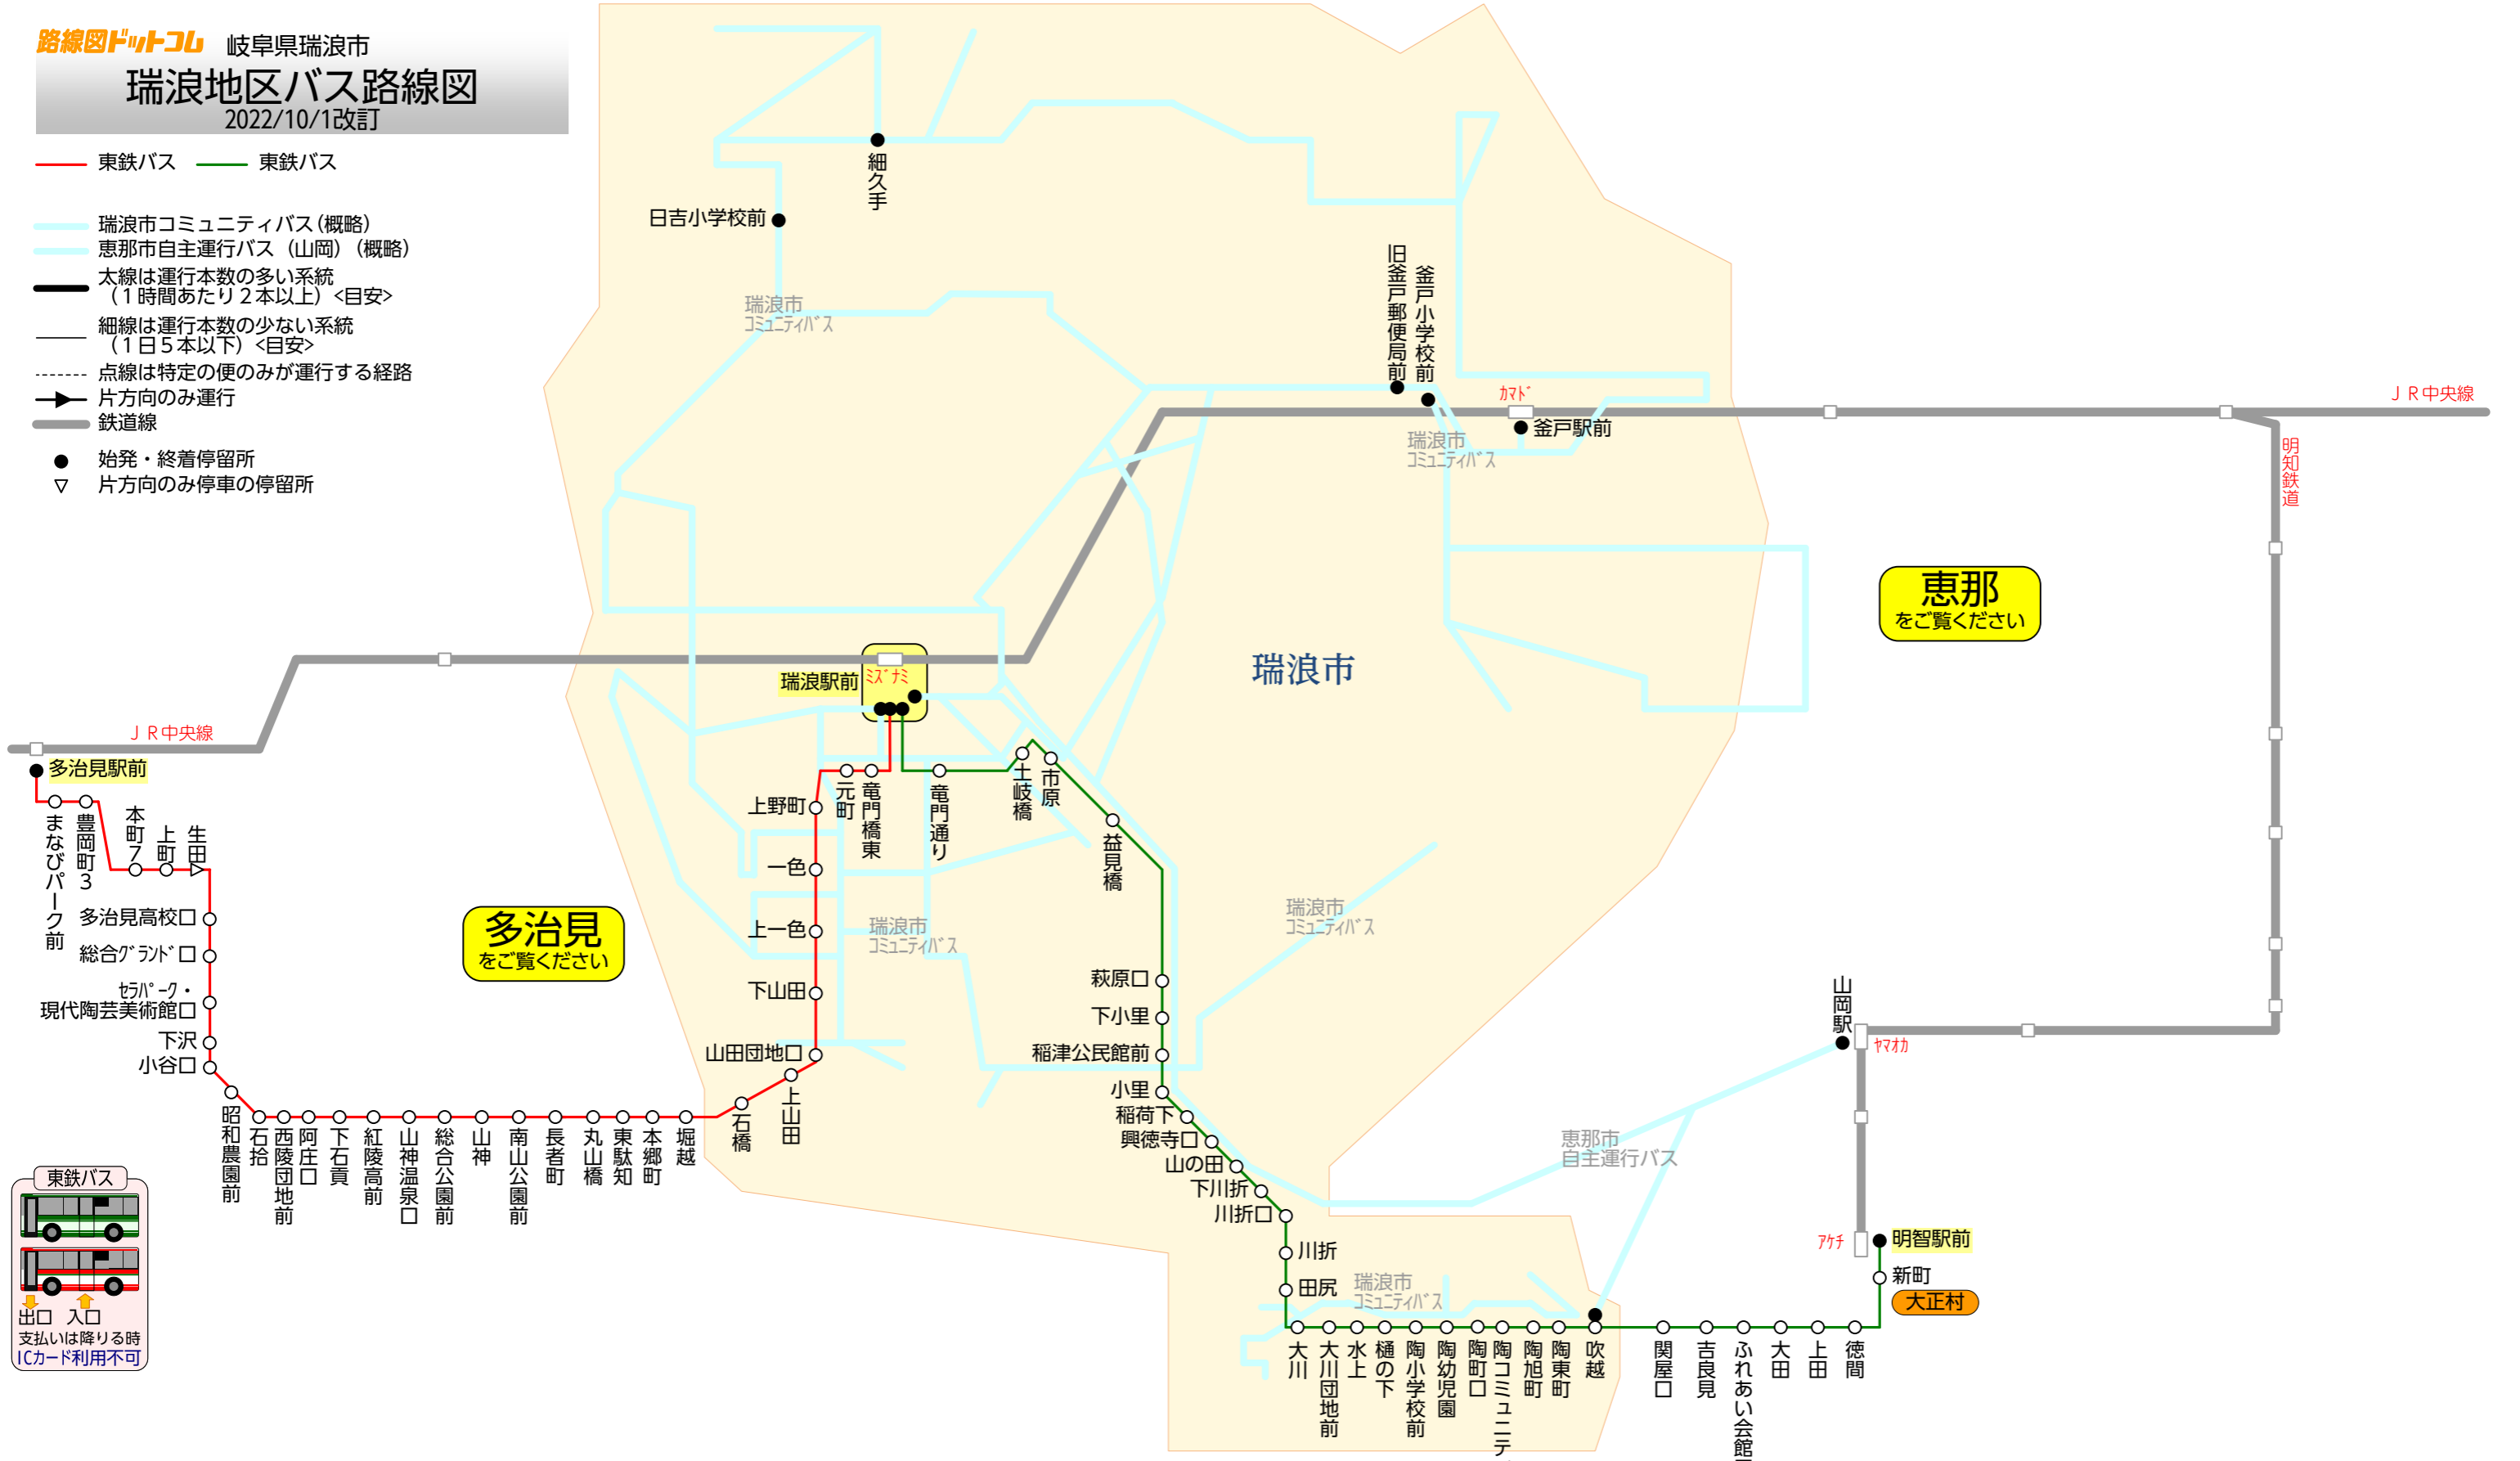 路線図ドットコム 岐阜県瑞浪市
瑞浪地区バス路線図
2022/10/1改訂
東鉄バス 東鉄バス
瑞浪市コミュニティバス(概略)
恵那市自主運行バス（山岡）（概略）
太線は運行本数の多い系統
（１時間あたり２本以上）<目安>
細線は運行本数の少ない系統
（１日５本以下）<目安>
点線は特定の便のみが運行する経路
片方向のみ運行
鉄道線
始発・終着停留所
片方向のみ停車の停留所
細久手
日吉小学校前
瑞浪市
コミュニティバス
旧釜戸郵便局前
釜戸小学校前
カマド
釜戸駅前
瑞浪市
コミュニティバス
ＪＲ中央線
明知鉄道
恵那
をご覧ください
瑞浪市
瑞浪駅前
ミズナミ
ＪＲ中央線
多治見駅前
まなびパーク前
豊岡町３
本町７
上町
生田
多治見高校口
総合グランド口
セラパーク・
現代陶芸美術館口
下沢
小谷口
昭和農園前
石拾
西陵団地前
阿庄口
下石貢
紅陵高前
山神温泉口
総合公園前
山神
南山公園前
長者町
丸山橋
東駄知
本郷町
堀越
石橋
上山田
山田団地口
下山田
上一色
一色
上野町
元町
竜門橋東
多治見
をご覧ください
瑞浪市
コミュニティバス
竜門通り
土岐橋
市原
益見橋
萩原口
下小里
稲津公民館前
小里
稲荷下
興徳寺口
山の田
下川折
川折口
川折
田尻
瑞浪市
コミュニティバス
瑞浪市
コミュニティバス
大川
大川団地前
水上
樋の下
陶小学校前
陶幼児園
陶町口
陶コミュニテ
陶旭町
陶東町
吹越
関屋口
吉良見
ふれあい会館
大田
上田
徳間
恵那市
自主運行バス
山岡駅
ヤマオカ
アケチ
明智駅前
新町
大正村
東鉄バス
出口 入口
支払いは降りる時
ICカード利用不可